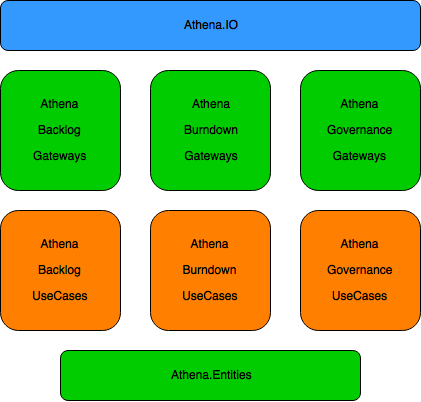 Athena.IO
Athena
Backlog
Gateways
Athena
Burndown
Gateways
Athena
Governance
Gateways
Athena
Backlog
UseCases
Athena
Burndown
UseCases
Athena
Governance
UseCases
Athena.Entities